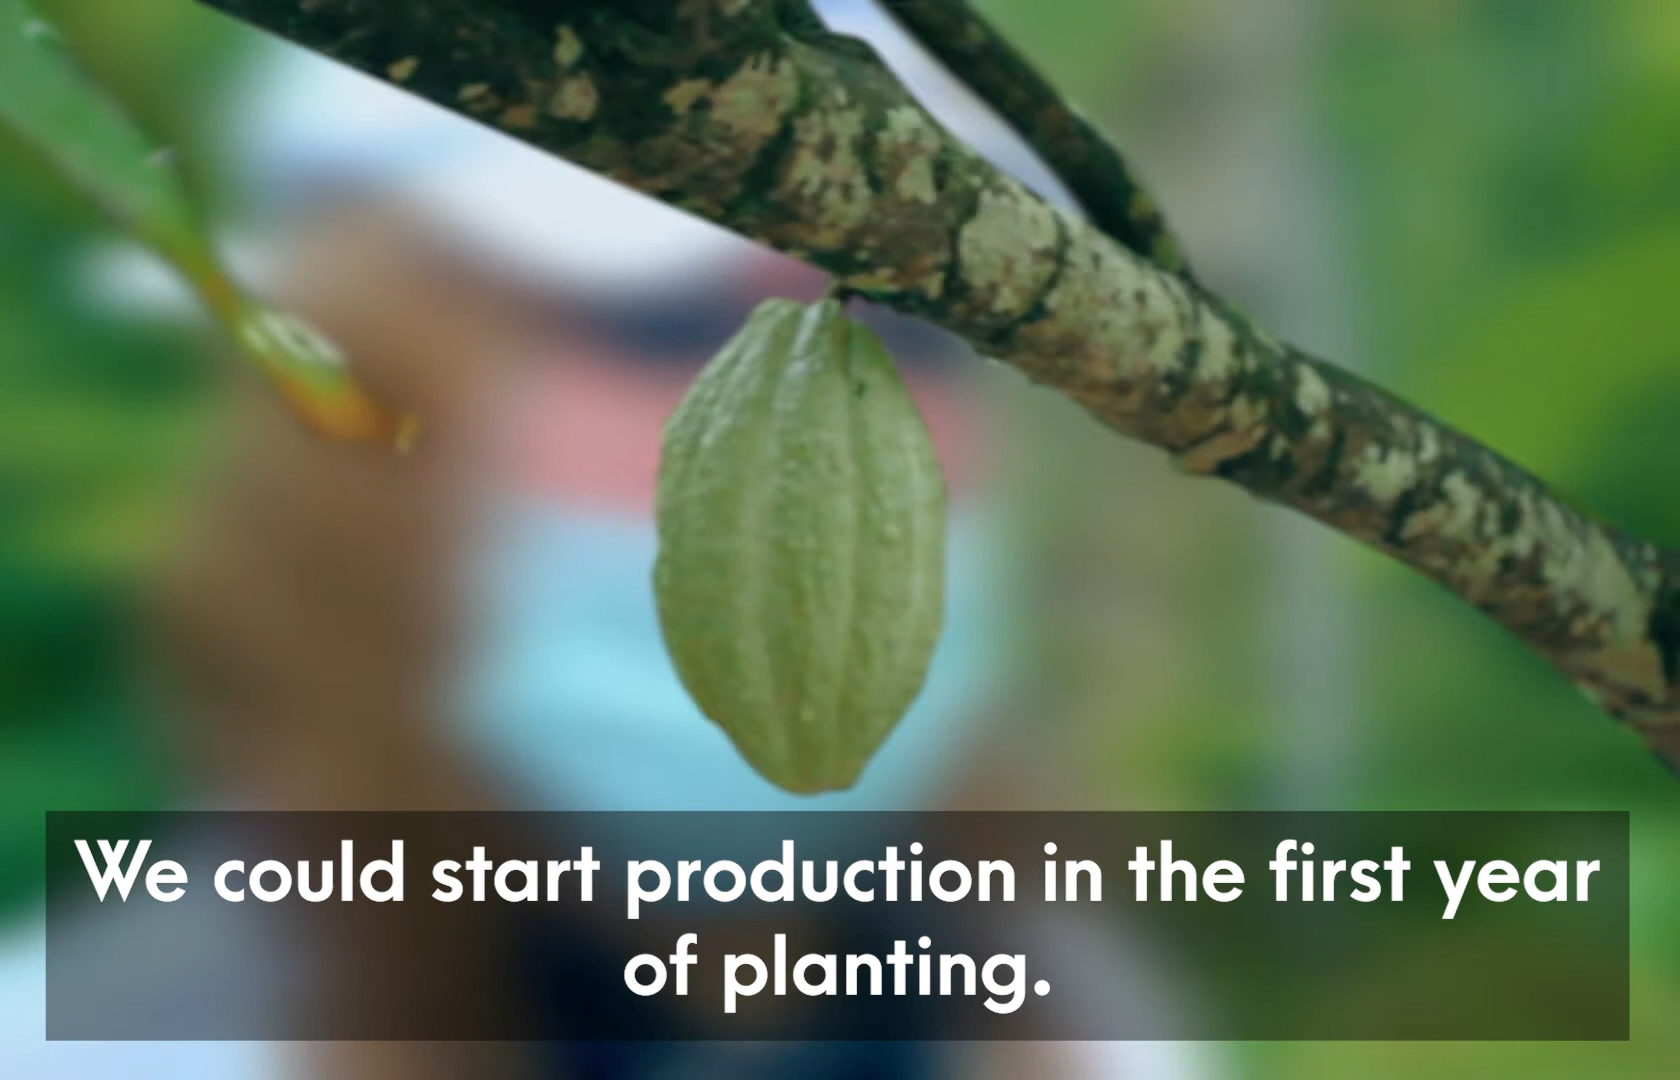 We could start production in the first year
of planting.